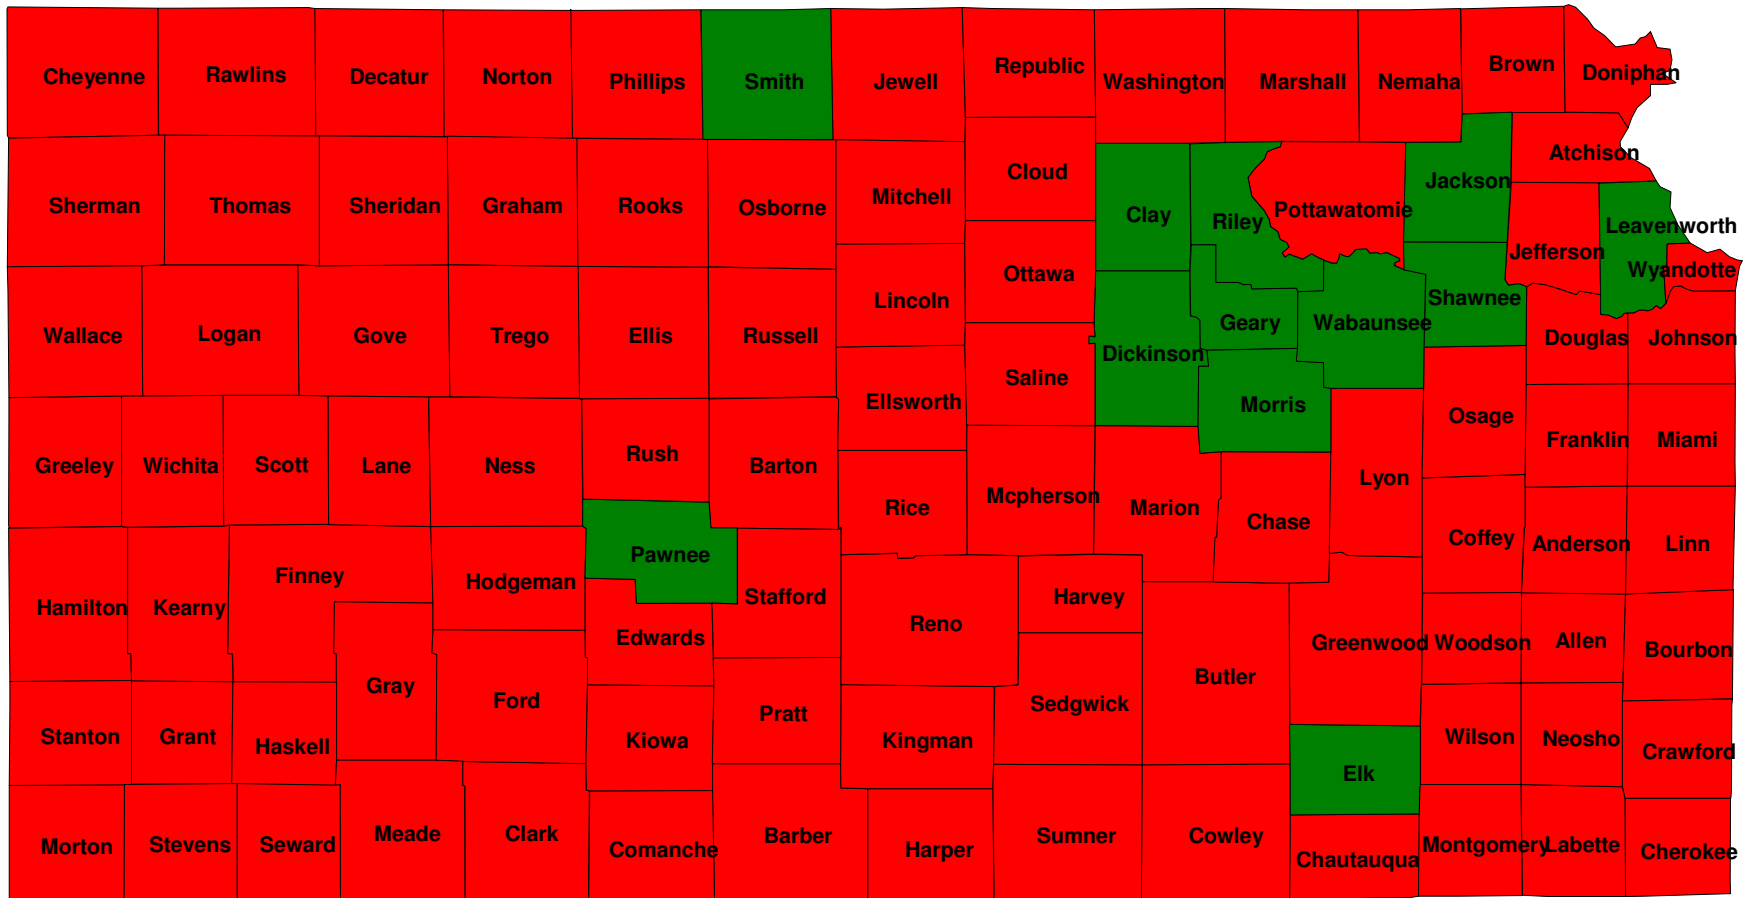 Cheyenne
Rawlins
Decatur
Norton
Phillips
Smith
Jewell
Republic
Washington
Marshall
Nemaha
Brown
Doniphan
Sherman
Thomas
Sheridan
Graham
Rooks
Osborne
Mitchell
Cloud
Clay
Riley
Pottawatomie
Jackson
Atchison
Leavenworth
Jefferson
Wyandotte
Ottawa
Lincoln
Shawnee
Wallace
Logan
Gove
Trego
Ellis
Russell
Geary
Wabaunsee
Douglas
Johnson
Dickinson
Saline
Ellsworth
Morris
Osage
Franklin
Miami
Greeley
Wichita
Scott
Lane
Ness
Rush
Barton
Rice
Mcpherson
Marion
Chase
Lyon
Coffey
Anderson
Linn
Pawnee
Finney
Hodgeman
Stafford
Harvey
Hamilton
Kearny
Edwards
Reno
Greenwood
Woodson
Allen
Bourbon
Gray
Ford
Butler
Sedgwick
Pratt
Stanton
Grant
Haskell
Kiowa
Kingman
Wilson
Neosho
Crawford
Elk
Morton
Stevens
Seward
Meade
Clark
Comanche
Barber
Harper
Sumner
Cowley
Chautauqua
Montgomery
Labette
Cherokee